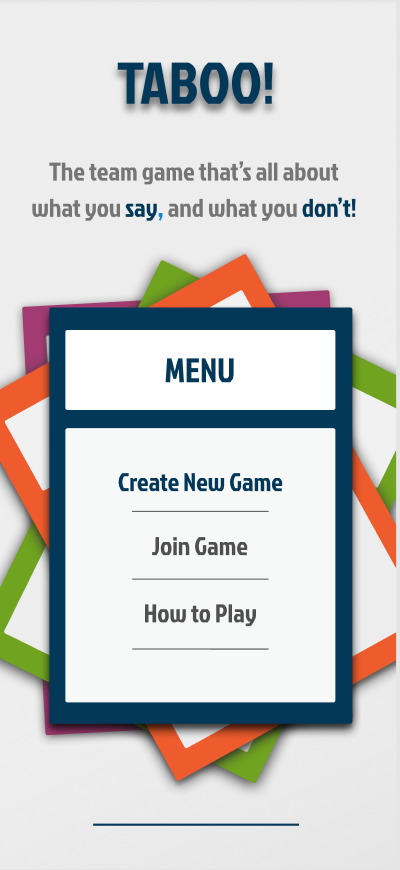 TABOO!
The team game that’s all about
what you say, and what you don’t!
MENU
Create New Game
Join Game
How to Play